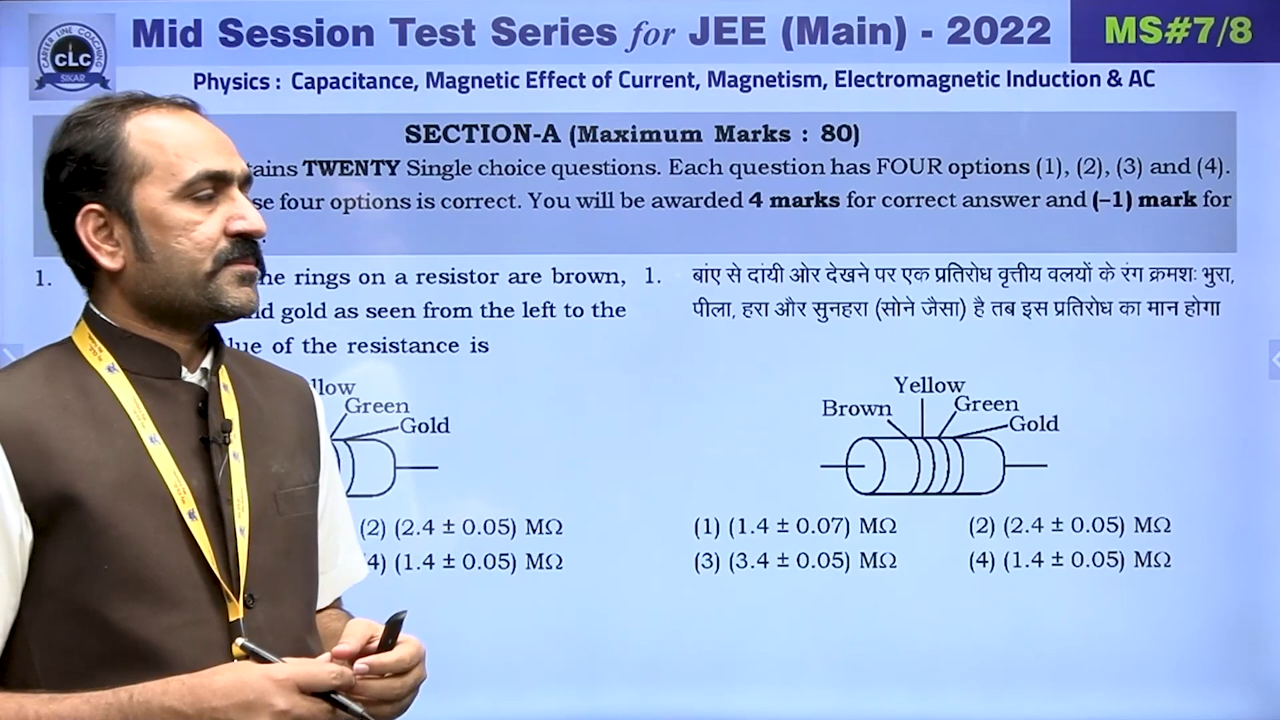 Mid Session Test Series for JEE (Main) - 2022
MS#7/8
CAREER LINE COACHING
CLC
SIKAR
Physics : Capacitance, Magnetic Effect of Current, Magnetism, Electromagnetic Induction & AC
SECTION-A (Maximum Marks : 80)
tains TWENTY Single choice questions. Each question has FOUR options (1), (2), (3) and (4).
se four options is correct. You will be awarded 4 marks for correct answer and (–1) mark for
1.
he rings on a resistor are brown,
nd gold as seen from the left to the
lue of the resistance is
llow
Green
Gold
(2) (2.4 ± 0.05) MΩ
4) (1.4 ± 0.05) MΩ
1. बांए से दांयी ओर देखने पर एक प्रतिरोध वृत्तीय वलयों के रंग क्रमशः भुरा,
पीला, हरा और सुनहरा (सोने जैसा) है तब इस प्रतिरोध का मान होगा
Yellow
Brown
Green
Gold
(1) (1.4 ± 0.07) MΩ (2) (2.4 ± 0.05) MΩ
(3) (3.4 ± 0.05) MΩ (4) (1.4 ± 0.05) MΩ